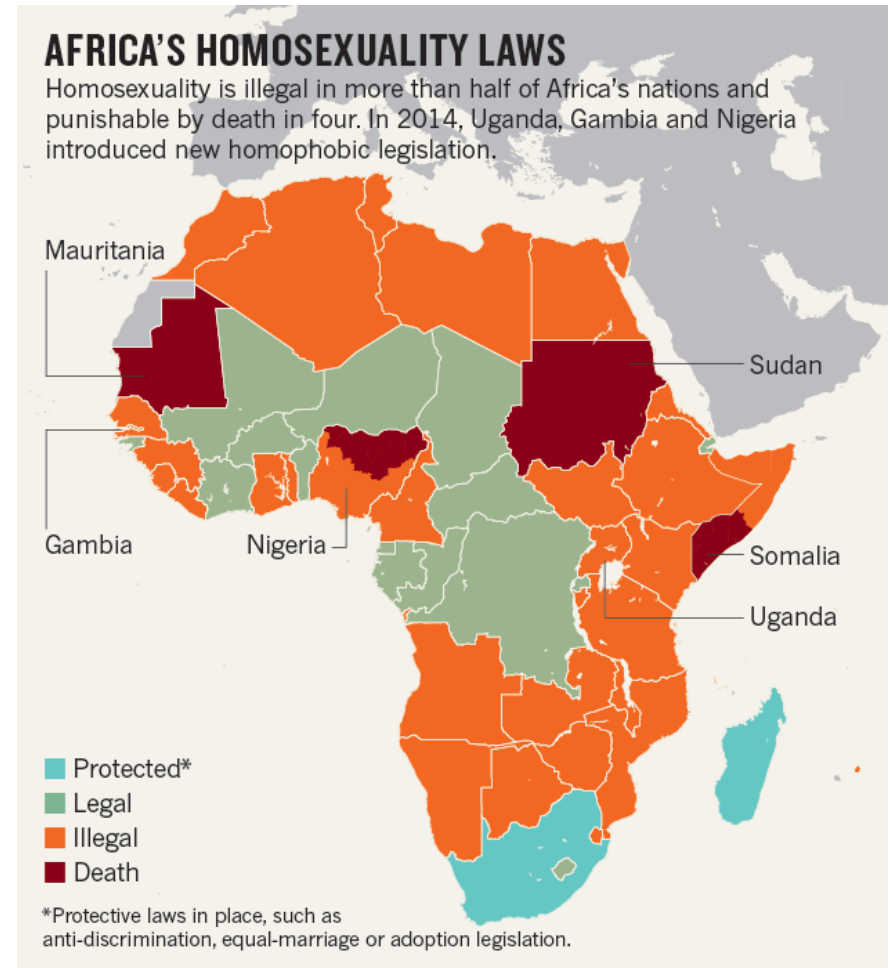 AFRICA'S HOMOSEXUALITY LAWS
Homosexuality is illegal in more than half of Africa's nations and
punishable by death in four. In 2014, Uganda, Gambia and Nigeria
introduced new homophobic legislation.
Mauritania
Sudan
Gambia
Nigeria
Somalia
Uganda
Protected*
Legal
Illegal
Death
*Protective laws in place, such as
anti-discrimination, equal-marriage or adoption legislation.